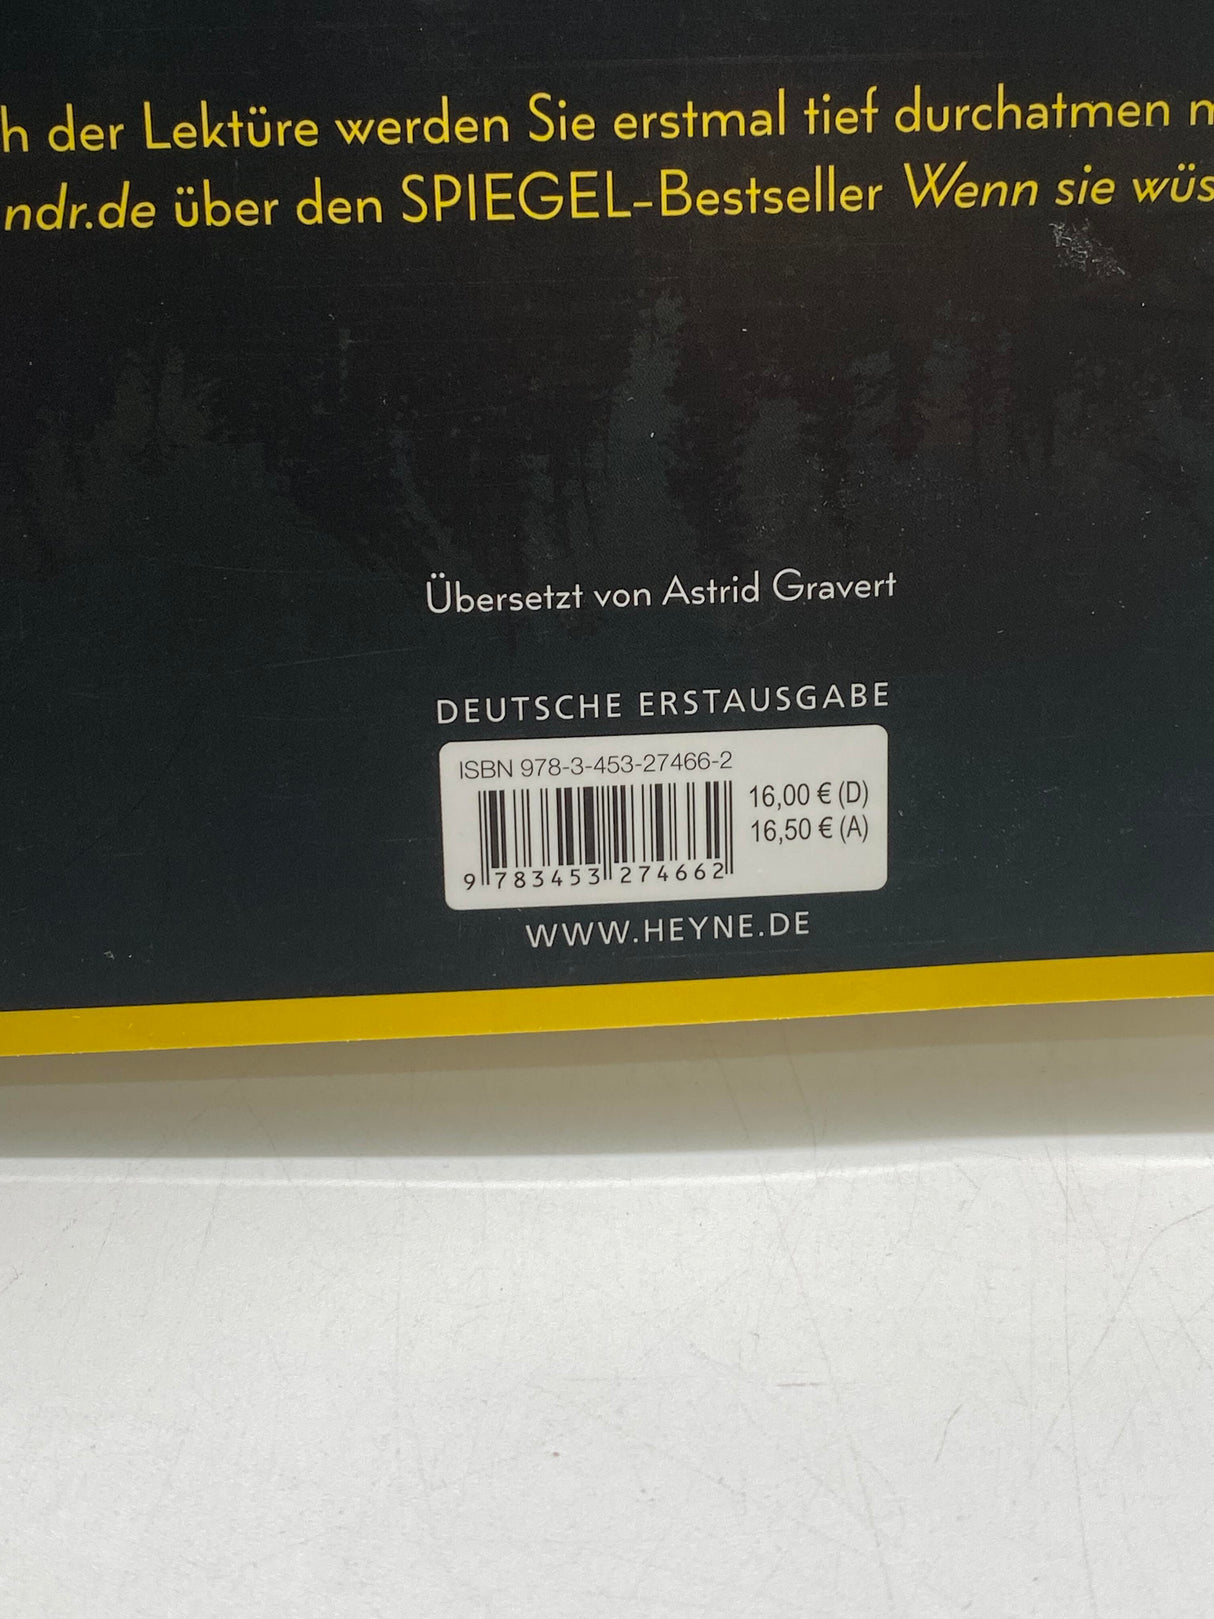 h der Lektüre werden Sie erstmal tief durchatmen
ndr.de über den SPIEGEL-Bestseller Wenn sie wüs
Übersetzt von Astrid Gravert
DEUTSCHE ERSTAUSGABE
ISBN 978-3-453-27466-2
16,00 € (D)
16,50 € (A)
9 783453 274662
WWW.HEYNE.DE